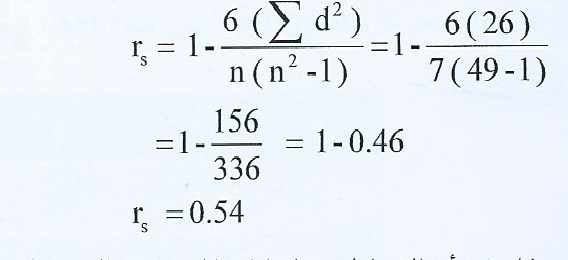 r_s = 1 - 6 ( ∑ d² ) / n ( n² - 1 ) = 1 - 6 ( 26 ) / 7 ( 49 - 1 )
= 1 - 156 / 336 = 1 - 0.46
r_s = 0.54